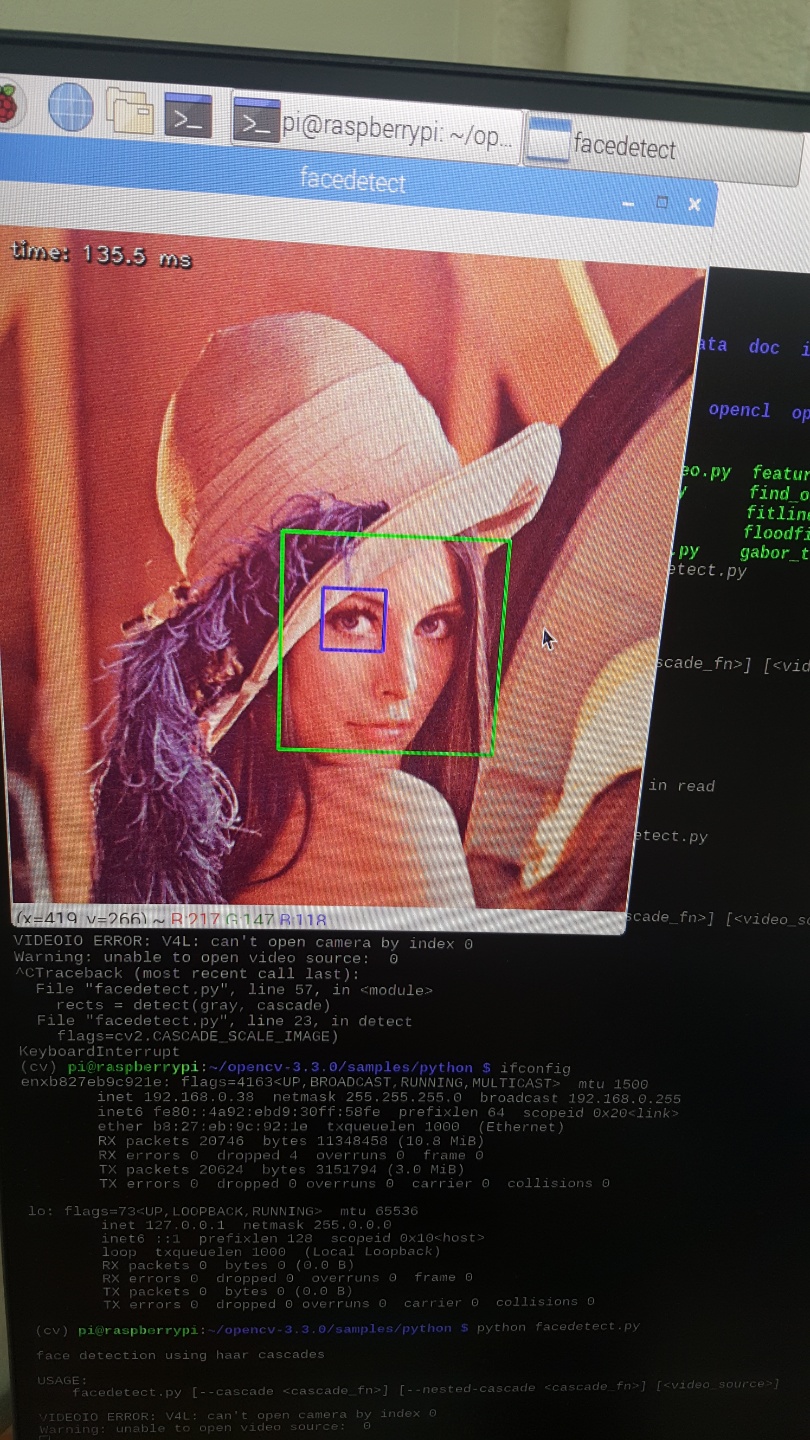 pi@raspberrypi: ~/op...
facedetect
facedetect
time: 135.5 ms
ata doc i
opencl op
eo.py featur
y find_o
fitlin
floodfi
.py gabor_t
etect.py
scade_fn>] [<vid
in read
etect.py
scade_fn>] [<video_so
(x=419, y=266) ~ R:217 G:147 B:118
VIDEOIO ERROR: V4L: can't open camera by index 0
Warning: unable to open video source: 0
^CTraceback (most recent call last):
File "facedetect.py", line 57, in <module>
rects = detect(gray, cascade)
File "facedetect.py", line 23, in detect
flags=cv2.CASCADE_SCALE_IMAGE)
KeyboardInterrupt
(cv) pi@raspberrypi:~/opencv-3.3.0/samples/python $ ifconfig
enxb827eb9c921e: flags=4163<UP,BROADCAST,RUNNING,MULTICAST> mtu 1500
inet 192.168.0.38 netmask 255.255.255.0 broadcast 192.168.0.255
inet6 fe80::4a92:ebd9:30ff:58fe prefixlen 64 scopeid 0x20<link>
ether b8:27:eb:9c:92:1e txqueuelen 1000 (Ethernet)
RX packets 20746 bytes 11348458 (10.8 MiB)
RX errors 0 dropped 4 overruns 0 frame 0
TX packets 20624 bytes 3151794 (3.0 MiB)
TX errors 0 dropped 0 overruns 0 carrier 0 collisions 0
lo: flags=73<UP,LOOPBACK,RUNNING> mtu 65536
inet 127.0.0.1 netmask 255.0.0.0
inet6 ::1 prefixlen 128 scopeid 0x10<host>
loop txqueuelen 1000 (Local Loopback)
RX packets 0 bytes 0 (0.0 B)
RX errors 0 dropped 0 overruns 0 frame 0
TX packets 0 bytes 0 (0.0 B)
TX errors 0 dropped 0 overruns 0 carrier 0 collisions 0
(cv) pi@raspberrypi:~/opencv-3.3.0/samples/python $ python facedetect.py
face detection using haar cascades
USAGE:
facedetect.py [--cascade <cascade_fn>] [--nested-cascade <cascade_fn>] [<video_source>]
VIDEOIO ERROR: V4L: can't open camera by index 0
Warning: unable to open video source: 0